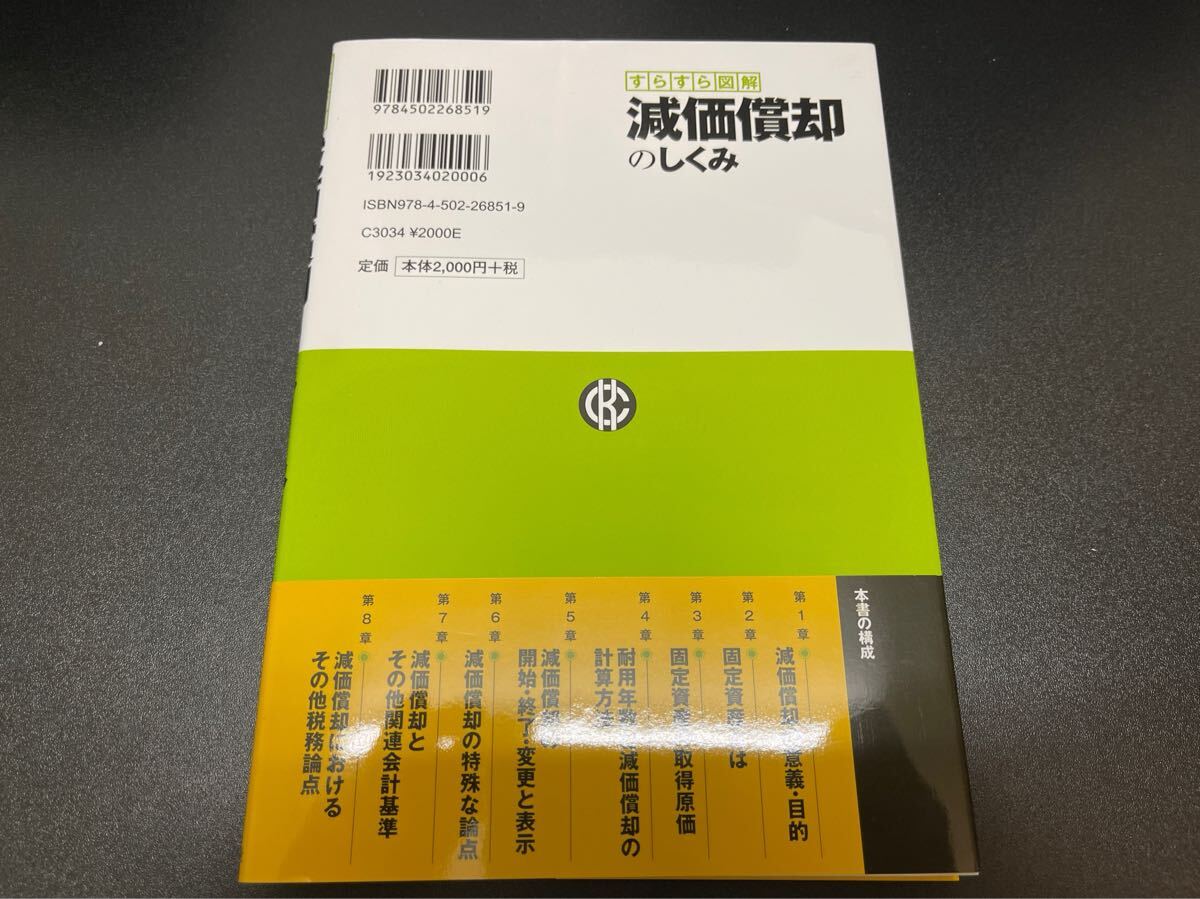 9784502268519
1923034020006
ISBN978-4-502-26851-9
C3034 ¥2000E
定価 本体2,000円+税
すらすら図解
減価償却
のしくみ
本書の構成
第1章 減価償却の意義・目的
第2章 固定資産とは
第3章 固定資産の取得原価
第4章 耐用年数と減価償却の
計算方法
第5章 減価償却の
開始・終了・変更と表示
第6章 減価償却の特殊な論点
第7章 減価償却と
その他関連会計基準
第8章 減価償却における
その他税務論点